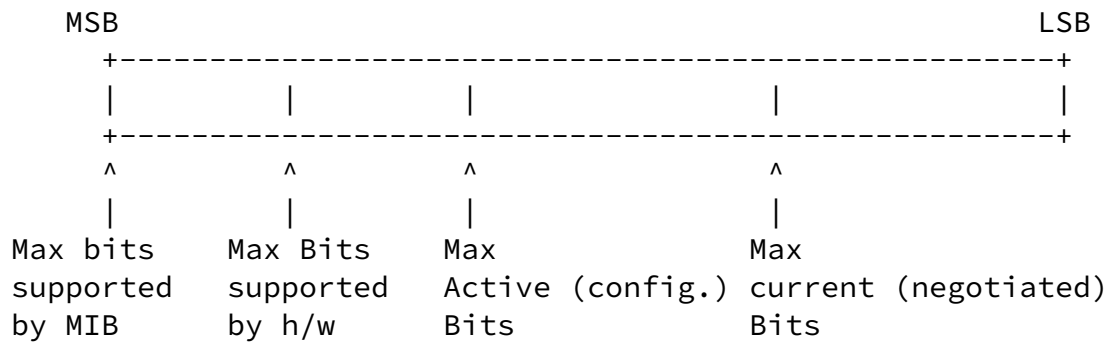 MSB                                                   LSB
+----------------------------------------------------+
|         |         |                |               |
+----------------------------------------------------+
^         ^         ^                ^
|         |         |                |
Max bits    Max Bits    Max              Max
supported   supported   Active (config.) current (negotiated)
by MIB      by h/w      Bits             Bits